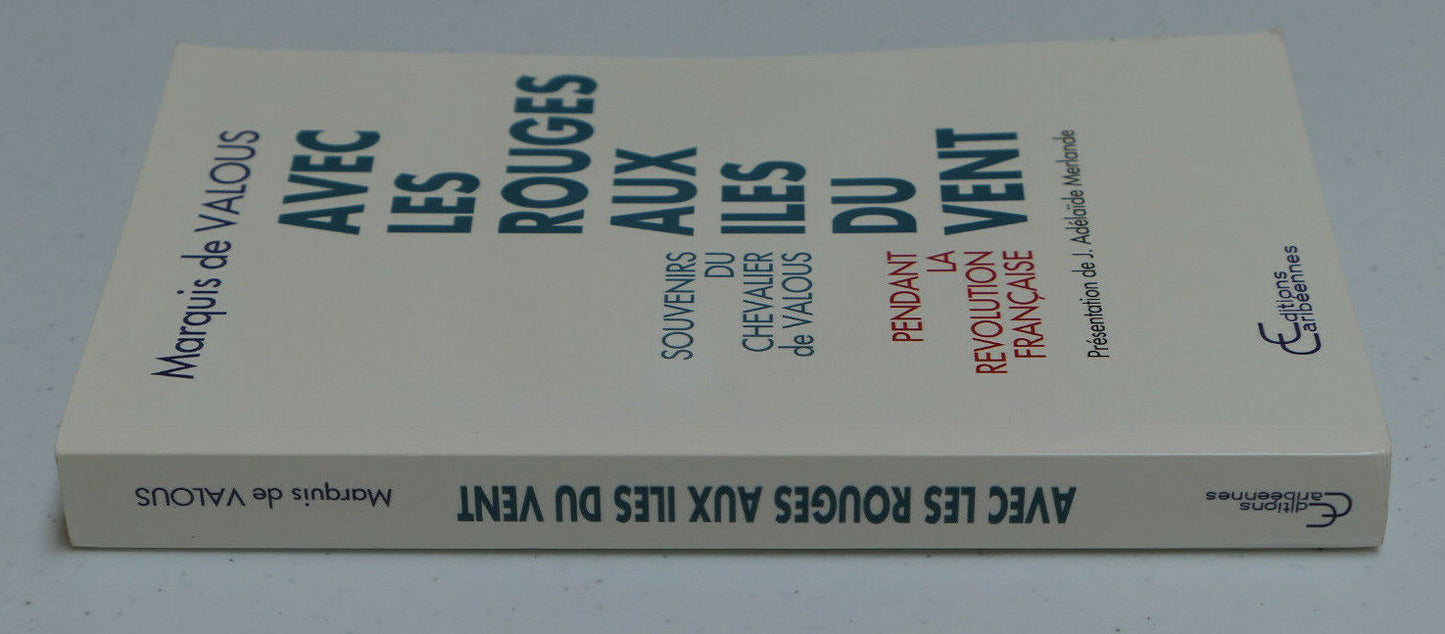 Marquis de VALOUS
AVEC
LES
ROUGES
AUX
ILES
DU
VENT
SOUVENIRS
DU
CHEVALIER
de VALOUS
PENDANT
LA
REVOLUTION
FRANÇAISE
Présentation de J. Adélaïde Merlande
Editions
Caribéennes
Editions
Caribéennes
AVEC LES ROUGES AUX ILES DU VENT
Marquis de VALOUS